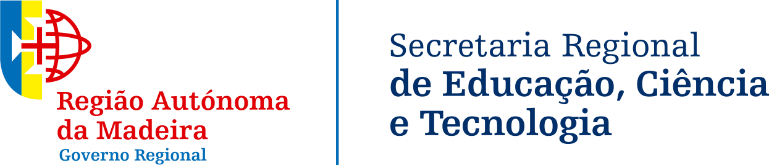 Região Autónoma
da Madeira
Governo Regional
Secretaria Regional
de Educação, Ciência
e Tecnologia